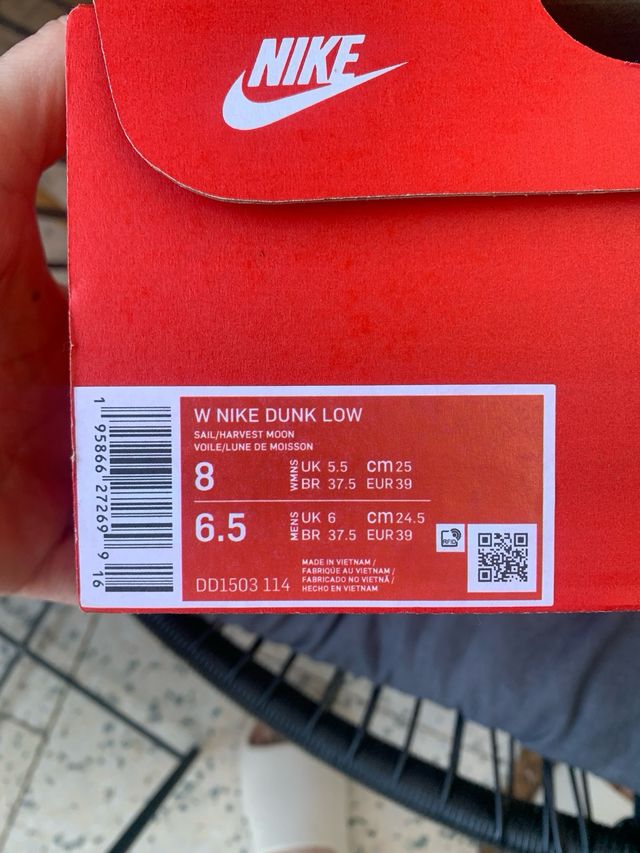 NIKE
1 95866 27269 9 16
W NIKE DUNK LOW
SAIL/HARVEST MOON
VOILE/LUNE DE MOISSON
8 WMNS UK 5.5 cm 25
BR 37.5 EUR 39
6.5 MENS UK 6 cm 24.5
BR 37.5 EUR 39
RFID
DD1503 114
MADE IN VIETNAM /
FABRIQUÉ AU VIETNAM /
FABRICADO NO VIETNÃ /
HECHO EN VIETNAM